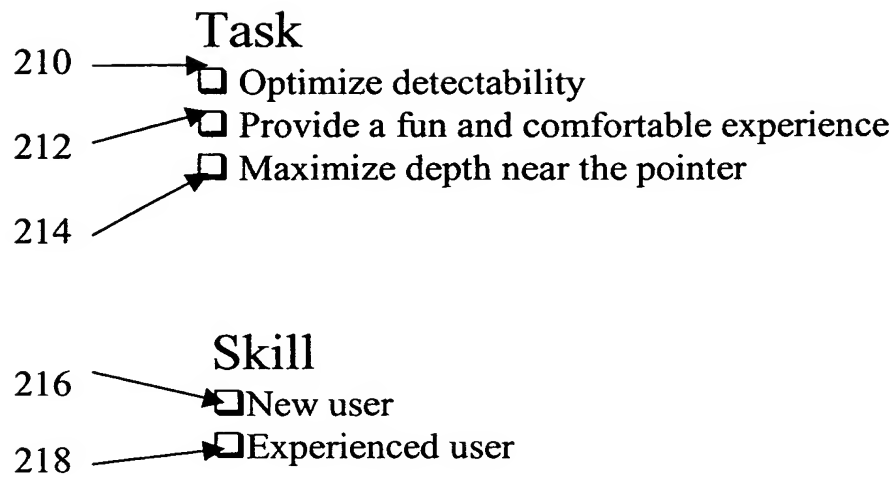 Task
210
Optimize detectability
212
Provide a fun and comfortable experience
214
Maximize depth near the pointer
Skill
216
New user
218
Experienced user